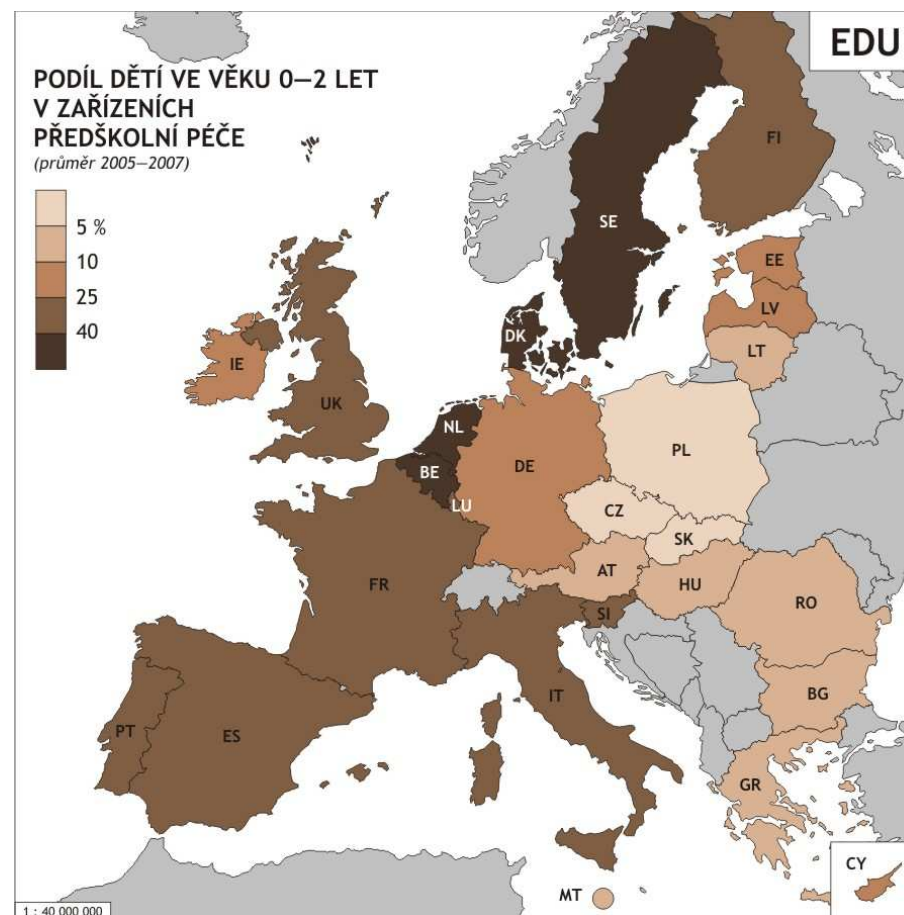 EDU
PODÍL DĚTÍ VE VĚKU 0—2 LET
V ZAŘÍZENÍCH
PŘEDŠKOLNÍ PÉČE
(průměr 2005—2007)
5 %
10
25
40
FI
SE
EE
LV
LT
DK
IE
UK
NL
BE
LU
DE
PL
CZ
SK
AT
HU
FR
SI
RO
IT
BG
PT
ES
GR
CY
MT
1 : 40 000 000